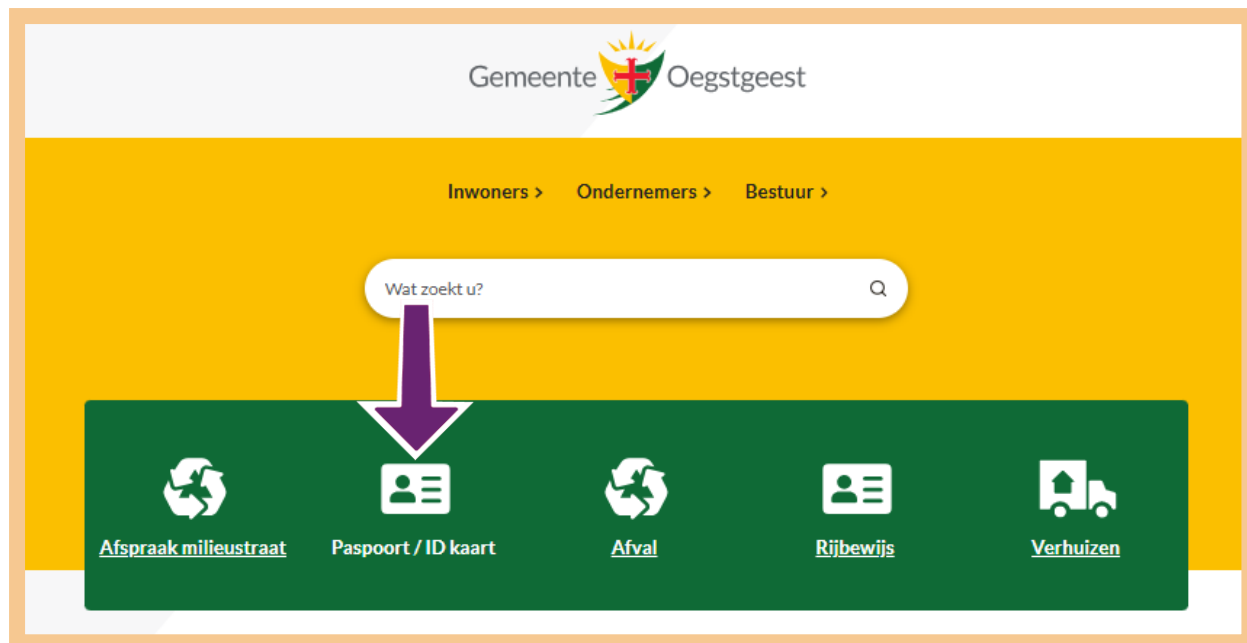 Gemeente Oegstgeest
Inwoners > Ondernemers > Bestuur >
Wat zoekt u?
Afspraak milieustraat Paspoort / ID kaart Afval Rijbewijs Verhuizen